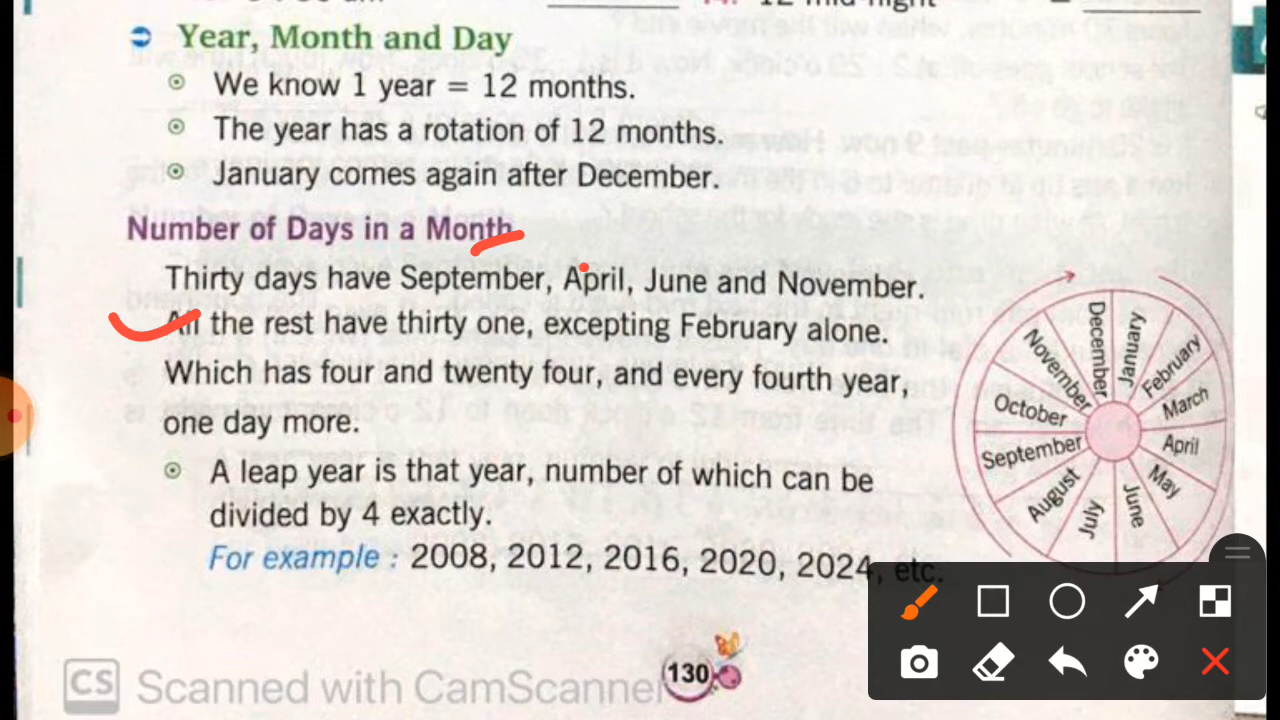 12 mid-night
Year, Month and Day
We know 1 year = 12 months.
The year has a rotation of 12 months.
January comes again after December.
Number of Days in a Month
Thirty days have September, April, June and November.
All the rest have thirty one, excepting February alone.
Which has four and twenty four, and every fourth year,
one day more.
A leap year is that year, number of which can be
divided by 4 exactly.
For example : 2008, 2012, 2016, 2020, 2024, etc.
January
February
March
April
May
June
July
August
September
October
November
December
130
CS Scanned with CamScanner